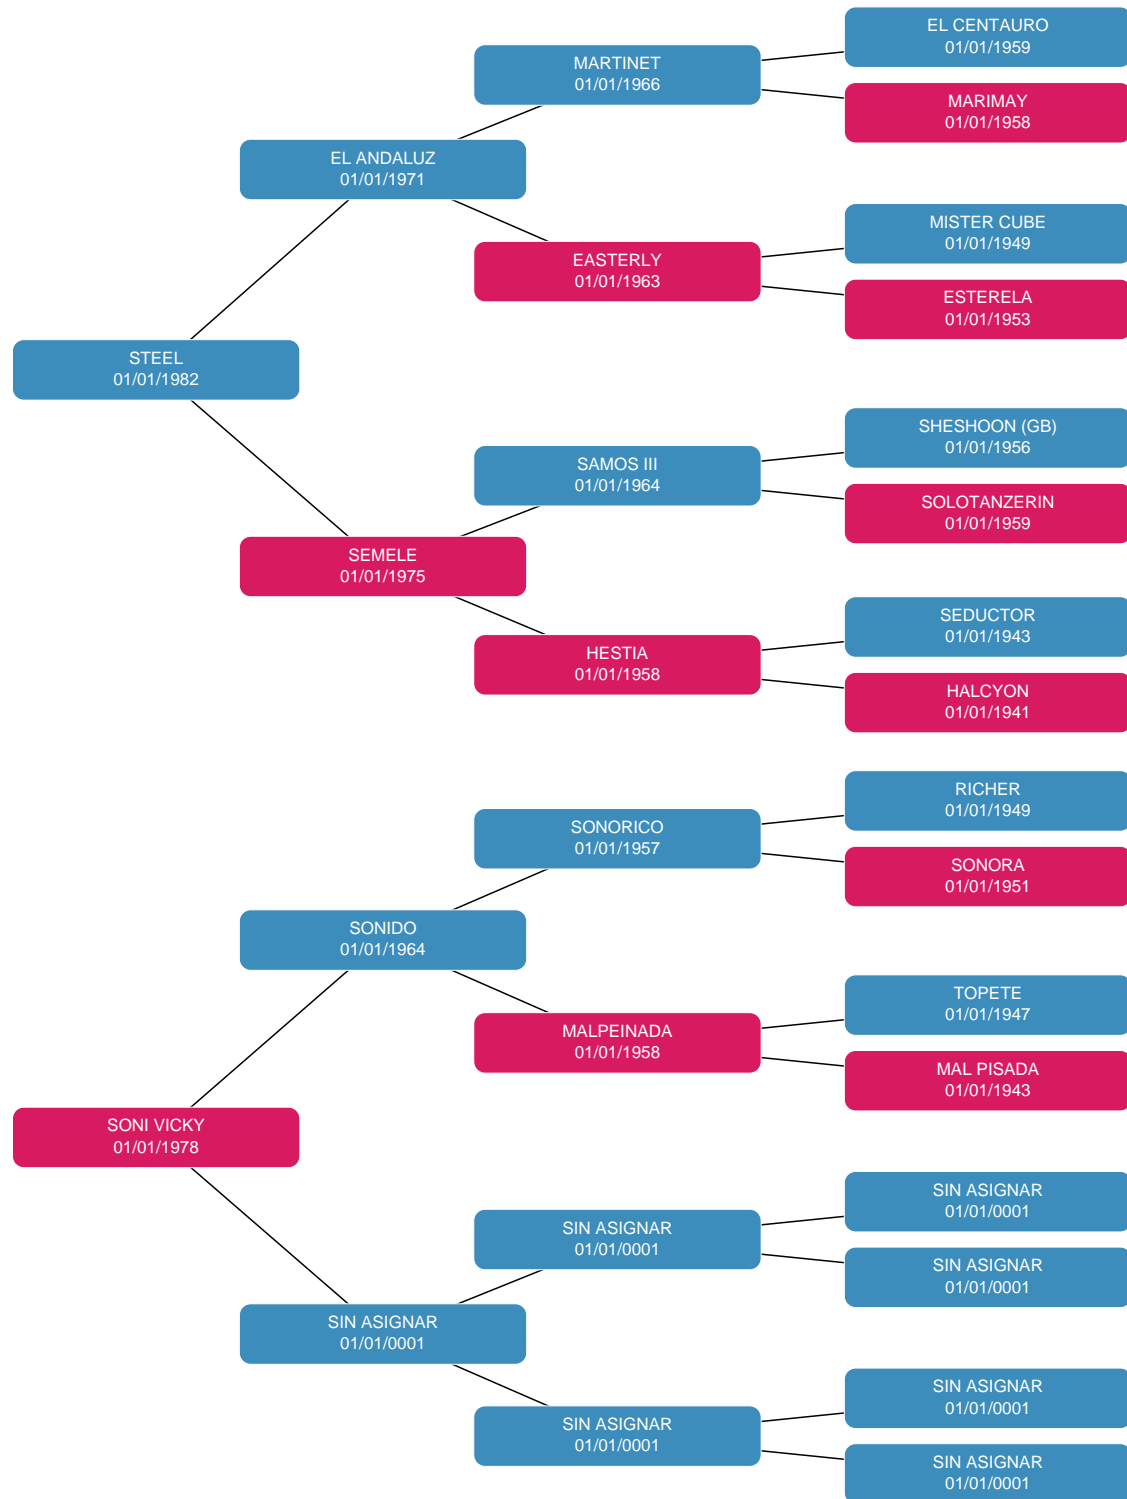 EL CENTAURO
01/01/1959
MARTINET
01/01/1966
MARIMAY
01/01/1958
EL ANDALUZ
01/01/1971
MISTER CUBE
01/01/1949
EASTERLY
01/01/1963
ESTERELA
01/01/1953
STEEL
01/01/1982
SHESHOON (GB)
01/01/1956
SAMOS III
01/01/1964
SOLOTANZERIN
01/01/1959
SEMELE
01/01/1975
SEDUCTOR
01/01/1943
HESTIA
01/01/1958
HALCYON
01/01/1941
RICHER
01/01/1949
SONORICO
01/01/1957
SONORA
01/01/1951
SONIDO
01/01/1964
TOPETE
01/01/1947
MALPEINADA
01/01/1958
MAL PISADA
01/01/1943
SONI VICKY
01/01/1978
SIN ASIGNAR
01/01/0001
SIN ASIGNAR
01/01/0001
SIN ASIGNAR
01/01/0001
SIN ASIGNAR
01/01/0001
SIN ASIGNAR
01/01/0001
SIN ASIGNAR
01/01/0001
SIN ASIGNAR
01/01/0001